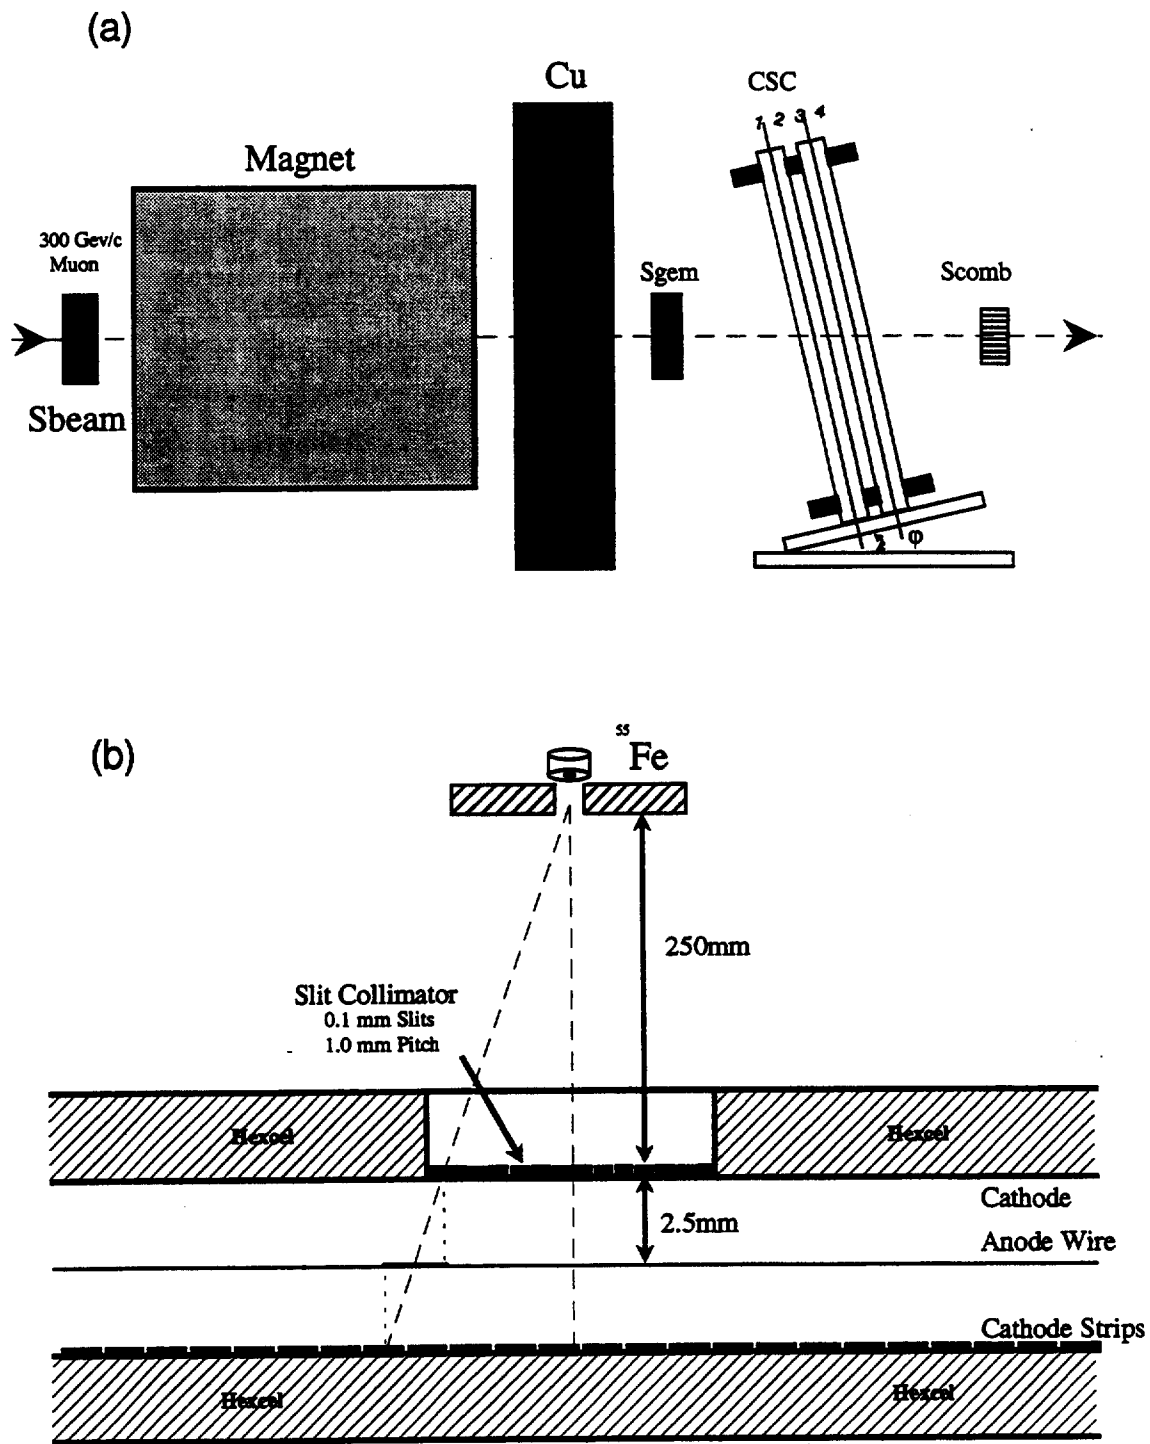 (a)
Cu
CSC
1 2 3 4
Magnet
300 Gev/c
Muon
Sgem
Scomb
Sbeam
2 φ
(b)
55
Fe
250mm
Slit Collimator
0.1 mm Slits
1.0 mm Pitch
Hexcel
Hexcel
Cathode
2.5mm
Anode Wire
Cathode Strips
Hexcel
Hexcel